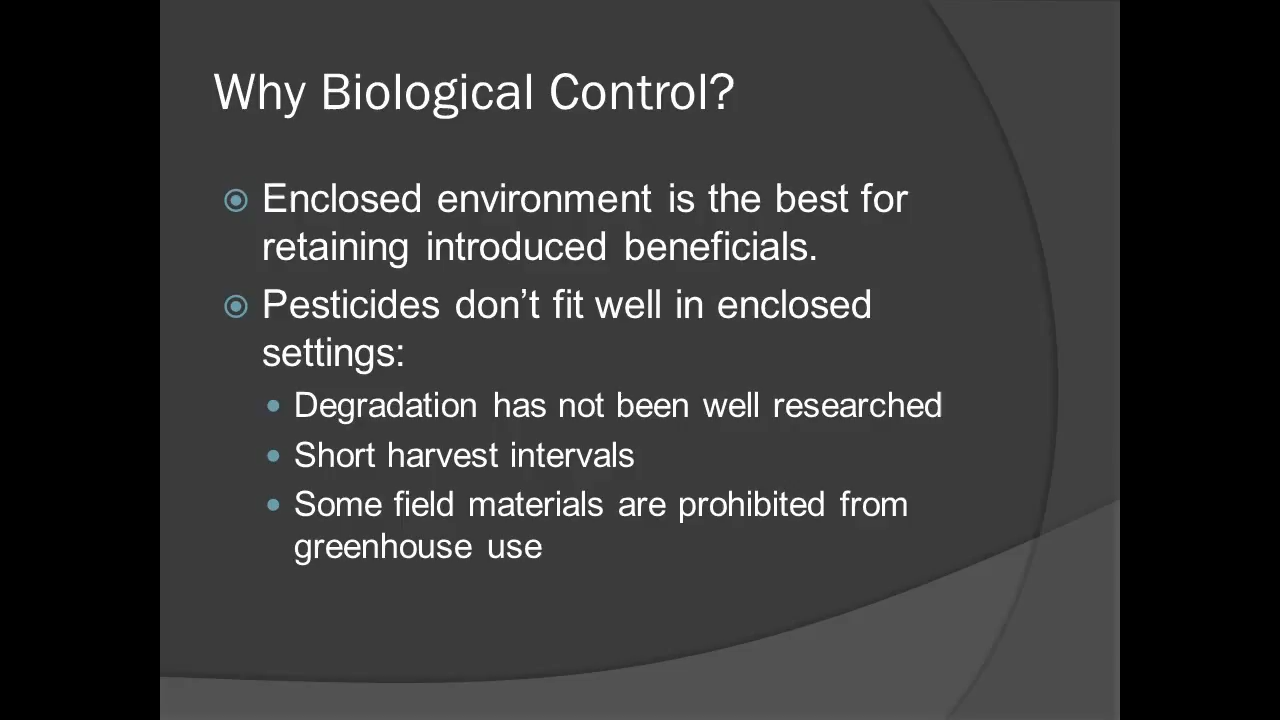 Why Biological Control?
Enclosed environment is the best for
retaining introduced beneficials.
Pesticides don’t fit well in enclosed
settings:
Degradation has not been well researched
Short harvest intervals
Some field materials are prohibited from
greenhouse use